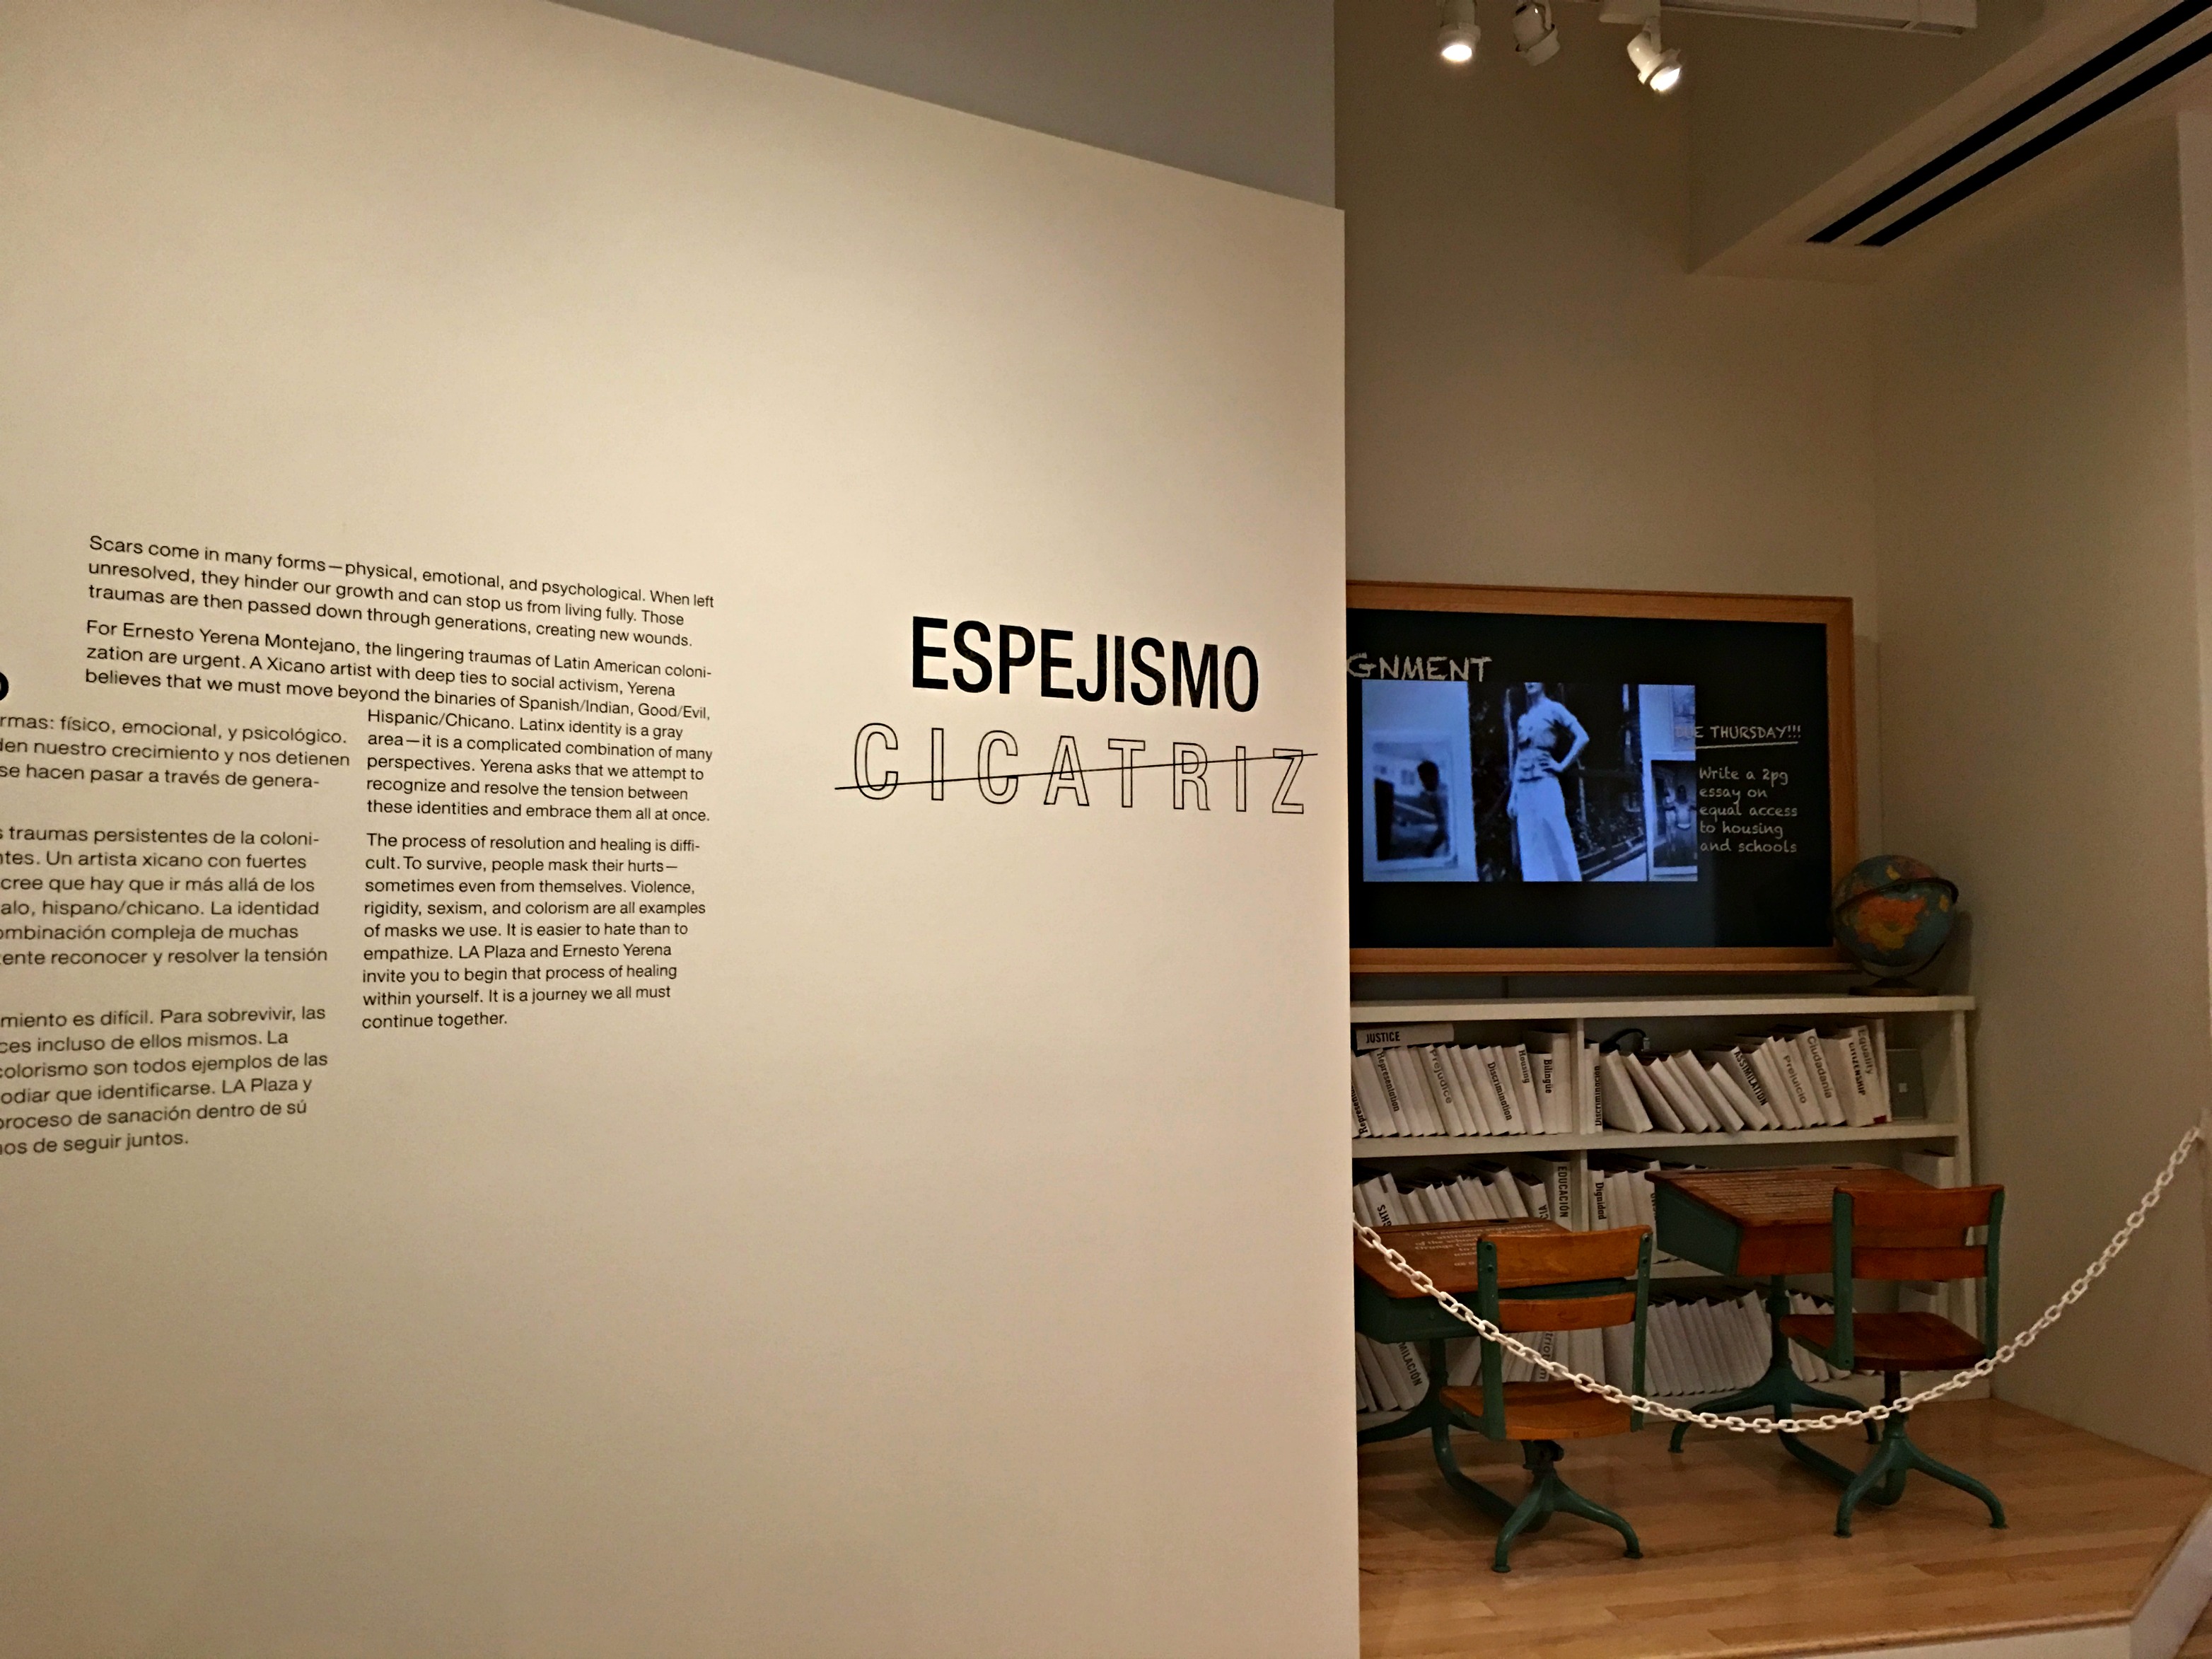 Scars come in many forms—physical, emotional, and psychological. When left
unresolved, they hinder our growth and can stop us from living fully. Those
traumas are then passed down through generations, creating new wounds.
For Ernesto Yerena Montejano, the lingering traumas of Latin American coloni-
zation are urgent. A Xicano artist with deep ties to social activism, Yerena
believes that we must move beyond the binaries of Spanish/Indian, Good/Evil,
Hispanic/Chicano. Latinx identity is a gray
area—it is a complicated combination of many
perspectives. Yerena asks that we attempt to
recognize and resolve the tension between
these identities and embrace them all at once.
The process of resolution and healing is diffi-
cult. To survive, people mask their hurts—
sometimes even from themselves. Violence,
rigidity, sexism, and colorism are all examples
of masks we use. It is easier to hate than to
empathize. LA Plaza and Ernesto Yerena
invite you to begin that process of healing
within yourself. It is a journey we all must
continue together.
rmas: físico, emocional, y psicológico.
den nuestro crecimiento y nos detienen
se hacen pasar a través de genera-
s traumas persistentes de la coloni-
ntes. Un artista xicano con fuertes
cree que hay que ir más allá de los
alo, hispano/chicano. La identidad
ombinación compleja de muchas
ente reconocer y resolver la tensión
miento es difícil. Para sobrevivir, las
ces incluso de ellos mismos. La
colorismo son todos ejemplos de las
odiar que identificarse. LA Plaza y
proceso de sanación dentro de sú
nos de seguir juntos.
ESPEJISMO
CICATRIZ
GNMENT
THURSDAY!!!
Write a 2pg
essay on
equal access
to housing
and schools
JUSTICE
Representation
Prejudice
Discrimination
Housing
Bilingüe
ASSIMILATION
Prejuicio
Ciudadanía
Equality
CITIZENSHIP
EDUCACIÓN
Dignidad
MILACIÓN